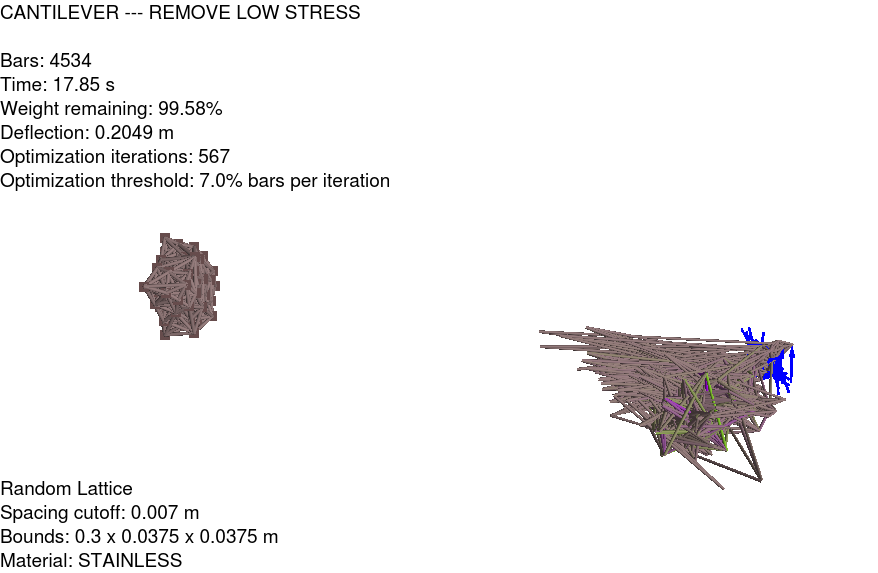 CANTILEVER --- REMOVE LOW STRESS
Bars: 4534
Time: 17.85 s
Weight remaining: 99.58%
Deflection: 0.2049 m
Optimization iterations: 567
Optimization threshold: 7.0% bars per iteration
Random Lattice
Spacing cutoff: 0.007 m
Bounds: 0.3 x 0.0375 x 0.0375 m
Material: STAINLESS